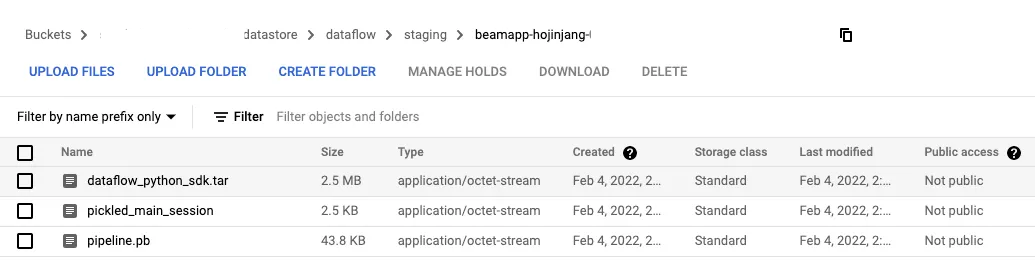 Buckets > datastore > dataflow > staging > beamapp-hojinjang-
UPLOAD FILES UPLOAD FOLDER CREATE FOLDER MANAGE HOLDS DOWNLOAD DELETE
Filter by name prefix only Filter Filter objects and folders
Name Size Type Created Storage class Last modified Public access
dataflow_python_sdk.tar 2.5 MB application/octet-stream Feb 4, 2022, 2... Standard Feb 4, 2022, 2:... Not public
pickled_main_session 2.5 KB application/octet-stream Feb 4, 2022, 2... Standard Feb 4, 2022, 2:... Not public
pipeline.pb 43.8 KB application/octet-stream Feb 4, 2022, 2... Standard Feb 4, 2022, 2:... Not public